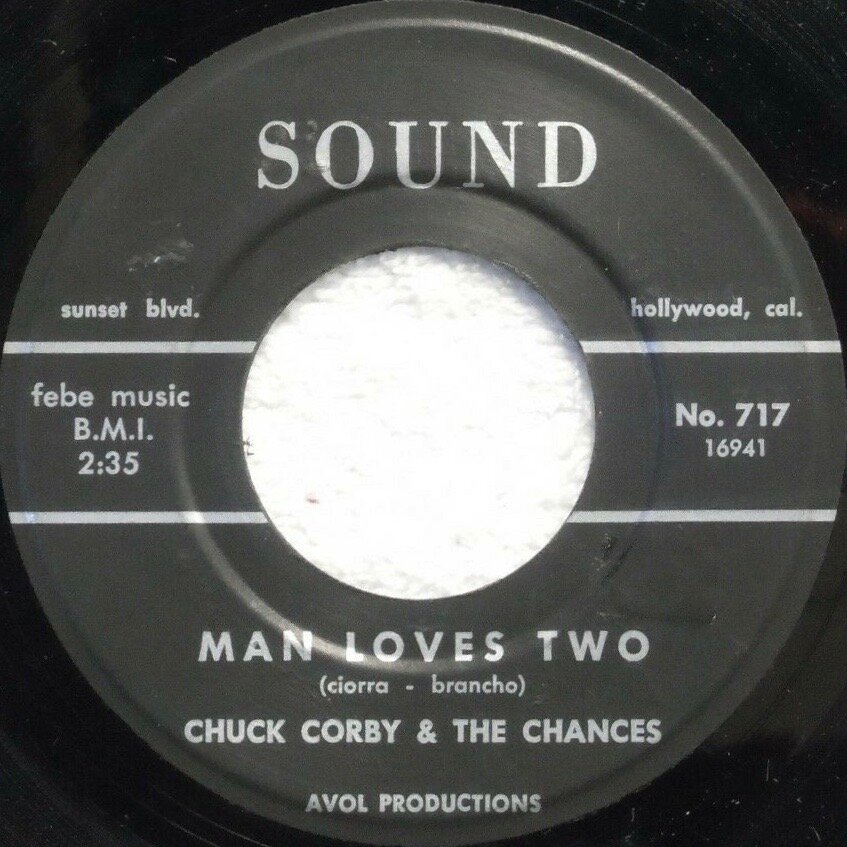 SOUND
sunset blvd.
hollywood, cal.
febe music
B.M.I.
2:35
No. 717
16941
MAN LOVES TWO
(ciorra - brancho)
CHUCK CORBY & THE CHANCES
AVOL PRODUCTIONS